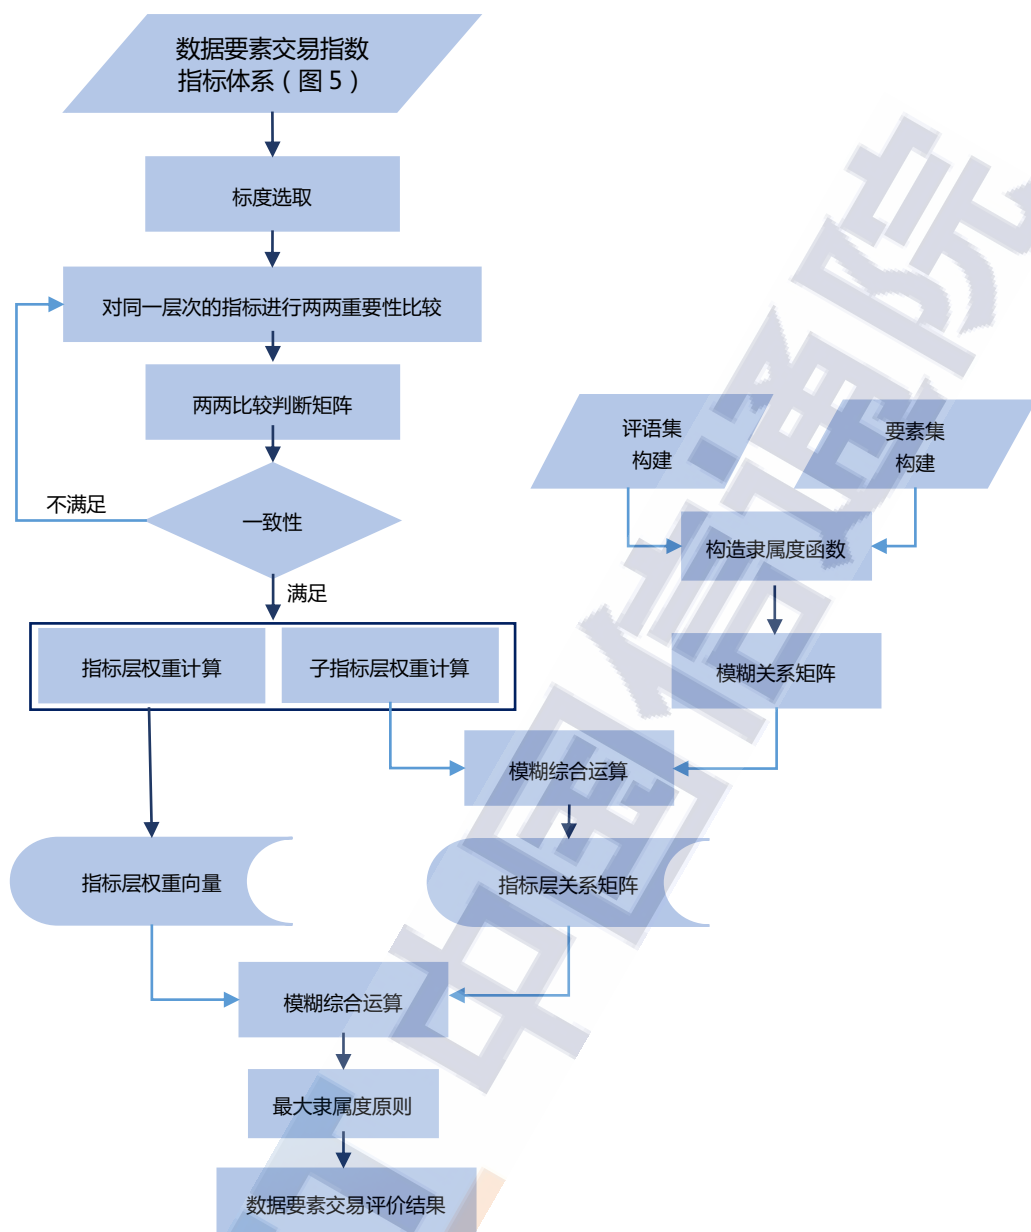 数据要素交易指数
指标体系（图5）
标度选取
对同一层次的指标进行两两重要性比较
两两比较判断矩阵
不满足
一致性
满足
指标层权重计算
子指标层权重计算
评语集
构建
要素集
构建
构造隶属度函数
模糊关系矩阵
模糊综合运算
指标层权重向量
指标层关系矩阵
模糊综合运算
最大隶属度原则
数据要素交易评价结果
中国信通院